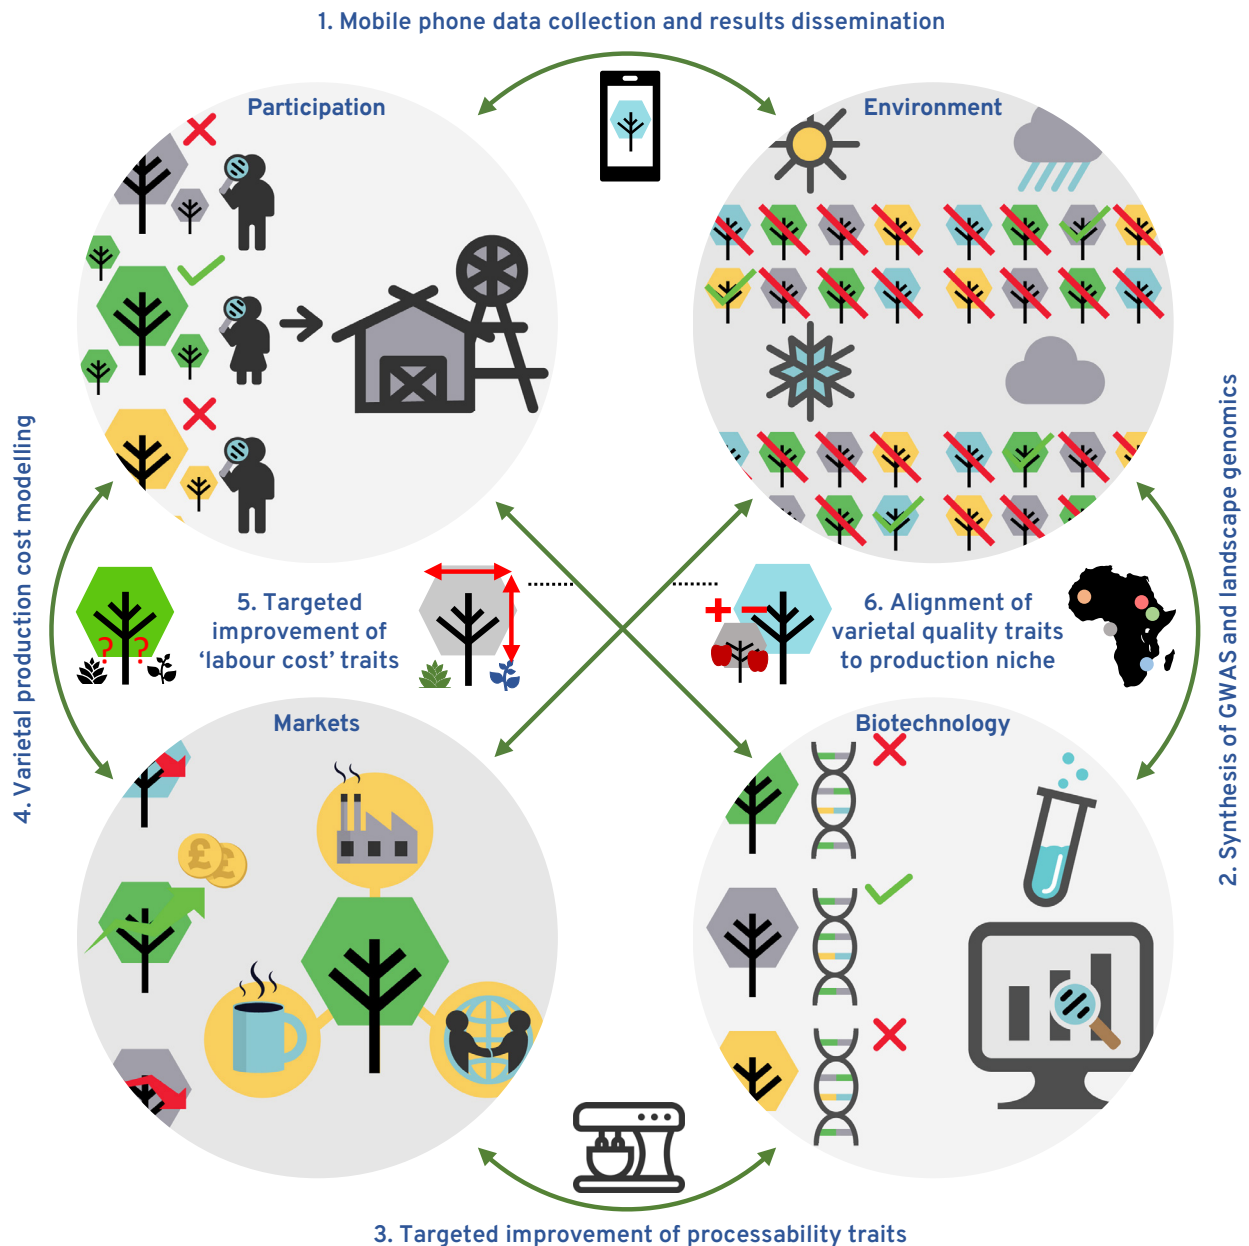 1. Mobile phone data collection and results dissemination
Participation
Environment
4. Varietal production cost modelling
2. Synthesis of GWAS and landscape genomics
? ?
5. Targeted
improvement of
‘labour cost’ traits
+ −
6. Alignment of
varietal quality traits
to production niche
Markets
Biotechnology
£
£
3. Targeted improvement of processability traits